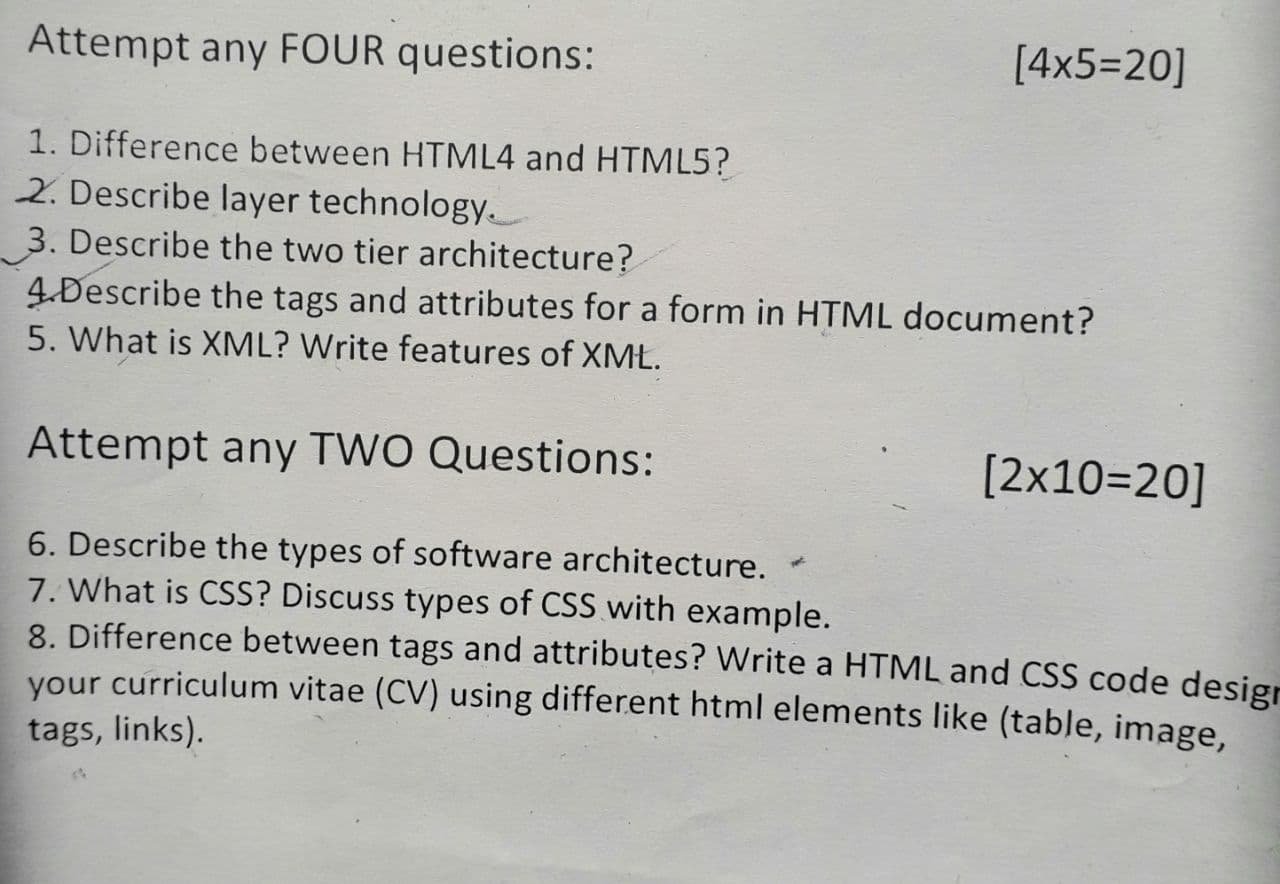 Attempt any FOUR questions: [4x5=20]
1. Difference between HTML4 and HTML5?
2. Describe layer technology.
3. Describe the two tier architecture?
4.Describe the tags and attributes for a form in HTML document?
5. What is XML? Write features of XML.
Attempt any TWO Questions: [2x10=20]
6. Describe the types of software architecture.
7. What is CSS? Discuss types of CSS with example.
8. Difference between tags and attributes? Write a HTML and CSS code design
your curriculum vitae (CV) using different html elements like (table, image,
tags, links).